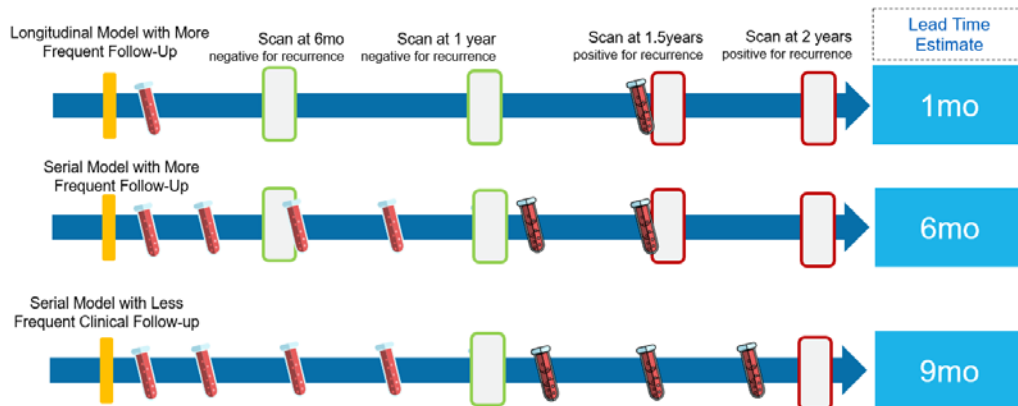 Longitudinal Model with More
Frequent Follow-Up
Scan at 6mo
negative for recurrence
Scan at 1 year
negative for recurrence
Scan at 1.5years
positive for recurrence
Scan at 2 years
positive for recurrence
Lead Time
Estimate
1mo
Serial Model with More
Frequent Follow-Up
6mo
Serial Model with Less
Frequent Clinical Follow-up
9mo